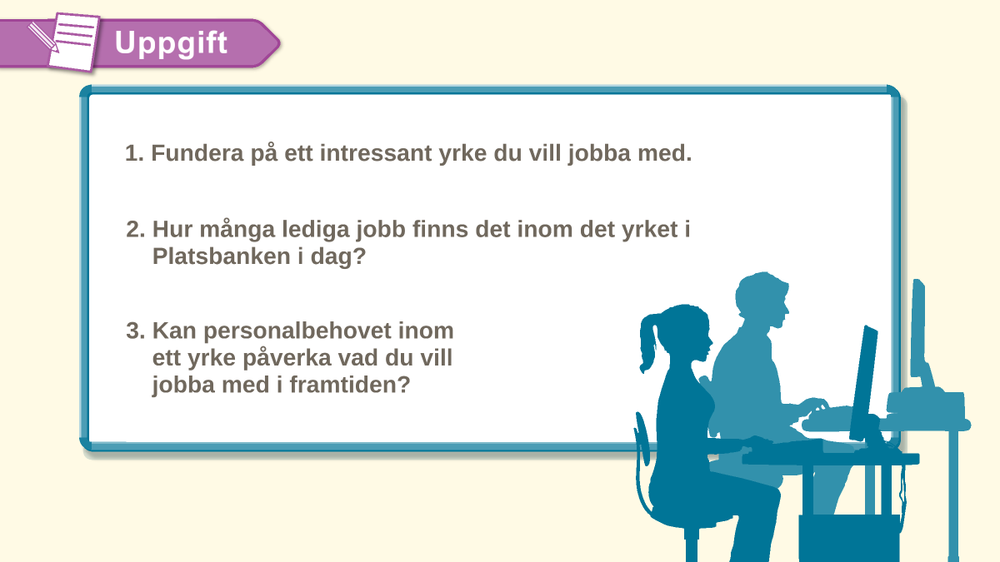 Uppgift
1. Fundera på ett intressant yrke du vill jobba med.
2. Hur många lediga jobb finns det inom det yrket i
Platsbanken i dag?
3. Kan personalbehovet inom
ett yrke påverka vad du vill
jobba med i framtiden?